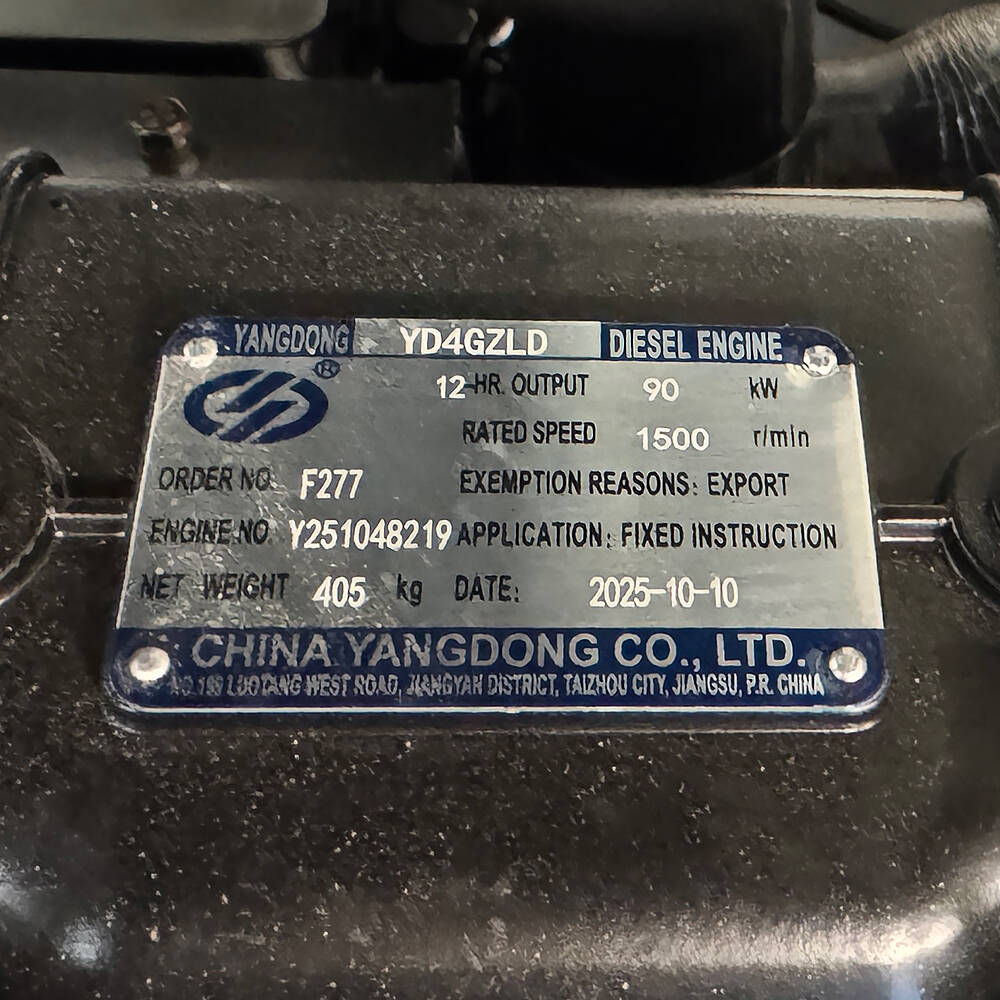 YANGDONG YD4GZLD DIESEL ENGINE
®
12-HR. OUTPUT 90 kW
RATED SPEED 1500 r/min
ORDER NO. F277 EXEMPTION REASONS: EXPORT
ENGINE.NO. Y251048219 APPLICATION: FIXED INSTRUCTION
NET WEIGHT 405 kg DATE: 2025-10-10
CHINA YANGDONG CO., LTD.
WEST ROAD, JIANGYAN DISTRICT, TAIZHOU CITY, JIANGSU, P.R. CHINA